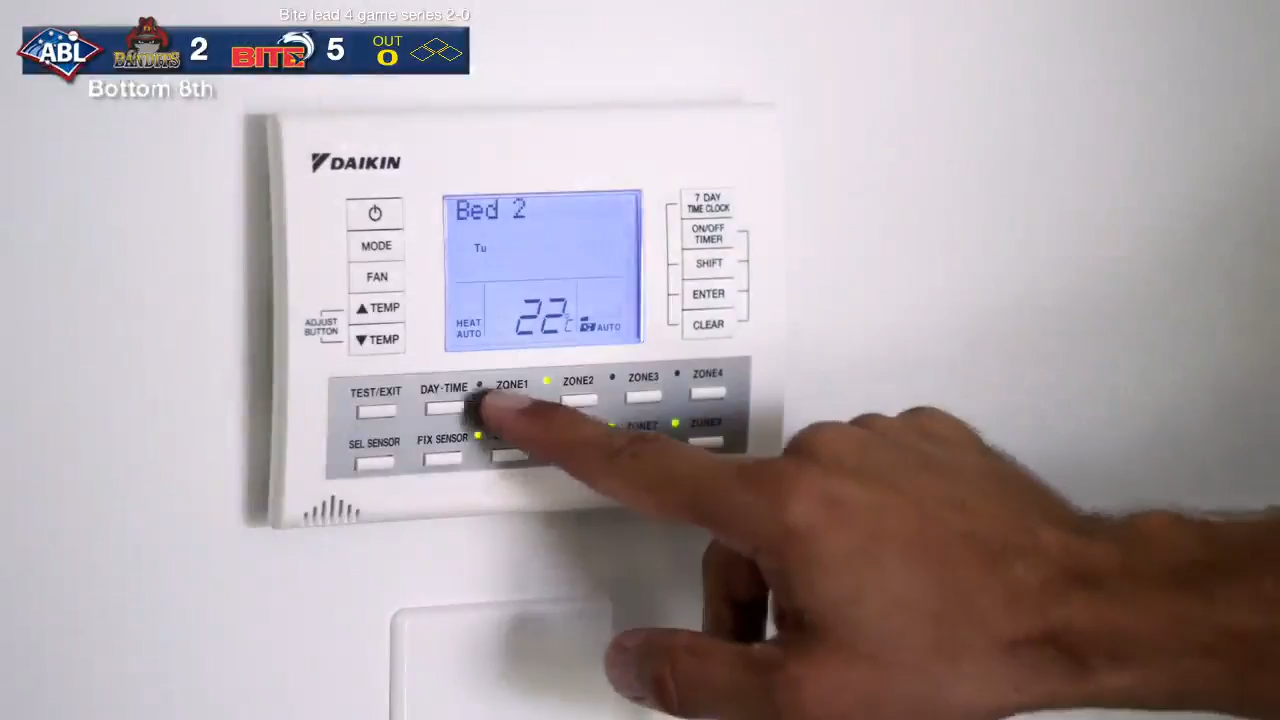 Bite lead 4 game series 2-0
ABL BANDITS 2 BITE 5 OUT 0
Bottom 8th
DAIKIN
Bed 2
Tu
HEAT AUTO
22°C
AUTO
MODE
FAN
▲ TEMP
▼ TEMP
ADJUST BUTTON
7 DAY
TIME CLOCK
ON/OFF
TIMER
SHIFT
ENTER
CLEAR
TEST/EXIT DAY-TIME ZONE1 ZONE2 ZONE3 ZONE4
SEL SENSOR FIX SENSOR ZONE7